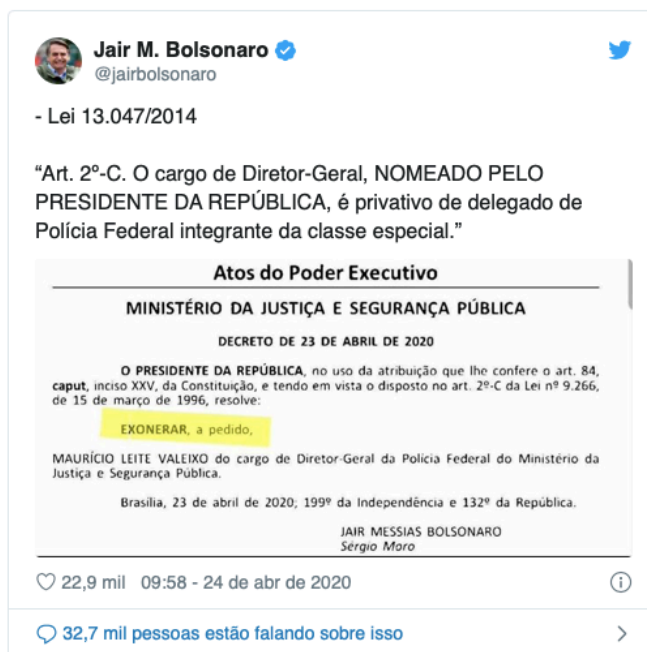 Jair M. Bolsonaro
@jairbolsonaro
- Lei 13.047/2014
“Art. 2º-C. O cargo de Diretor-Geral, NOMEADO PELO
PRESIDENTE DA REPÚBLICA, é privativo de delegado de
Polícia Federal integrante da classe especial.”
Atos do Poder Executivo
MINISTÉRIO DA JUSTIÇA E SEGURANÇA PÚBLICA
DECRETO DE 23 DE ABRIL DE 2020
O PRESIDENTE DA REPÚBLICA, no uso da atribuição que lhe confere o art. 84,
caput, inciso XXV, da Constituição, e tendo em vista o disposto no art. 2º-C da Lei nº 9.266,
de 15 de março de 1996, resolve:
EXONERAR, a pedido,
MAURÍCIO LEITE VALEIXO do cargo de Diretor-Geral da Polícia Federal do Ministério da
Justiça e Segurança Pública.
Brasília, 23 de abril de 2020; 199º da Independência e 132º da República.
JAIR MESSIAS BOLSONARO
Sérgio Moro
22,9 mil 09:58 - 24 de abr de 2020
32,7 mil pessoas estão falando sobre isso